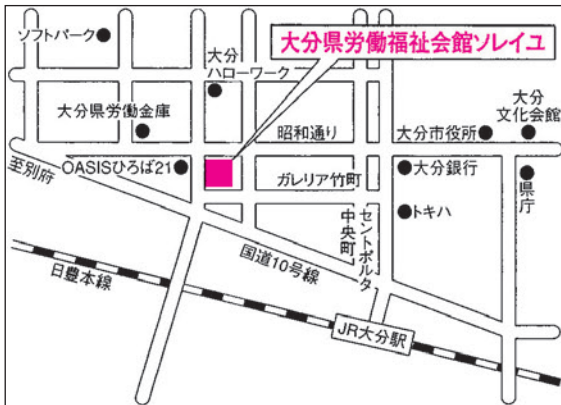 ソフトパーク
大分
ハローワーク
大分県労働福祉会館ソレイユ
大分県労働金庫
昭和通り
大分市役所
大分
文化会館
至別府
OASISひろば21
ガレリア竹町
大分銀行
県庁
トキハ
セントポルタ
中央町
国道10号線
日豊本線
JR大分駅